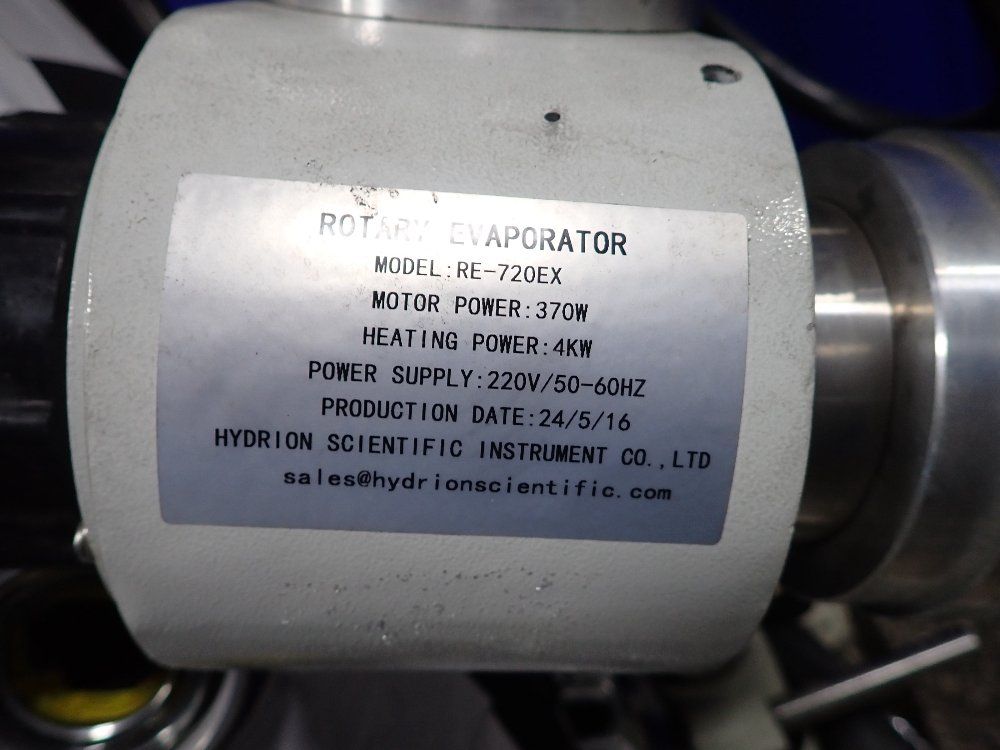 ROTARY EVAPORATOR
MODEL:RE-720EX
MOTOR POWER:370W
HEATING POWER:4KW
POWER SUPPLY:220V/50-60HZ
PRODUCTION DATE:24/5/16
HYDRION SCIENTIFIC INSTRUMENT CO.,LTD
sales@hydrionscientific.com